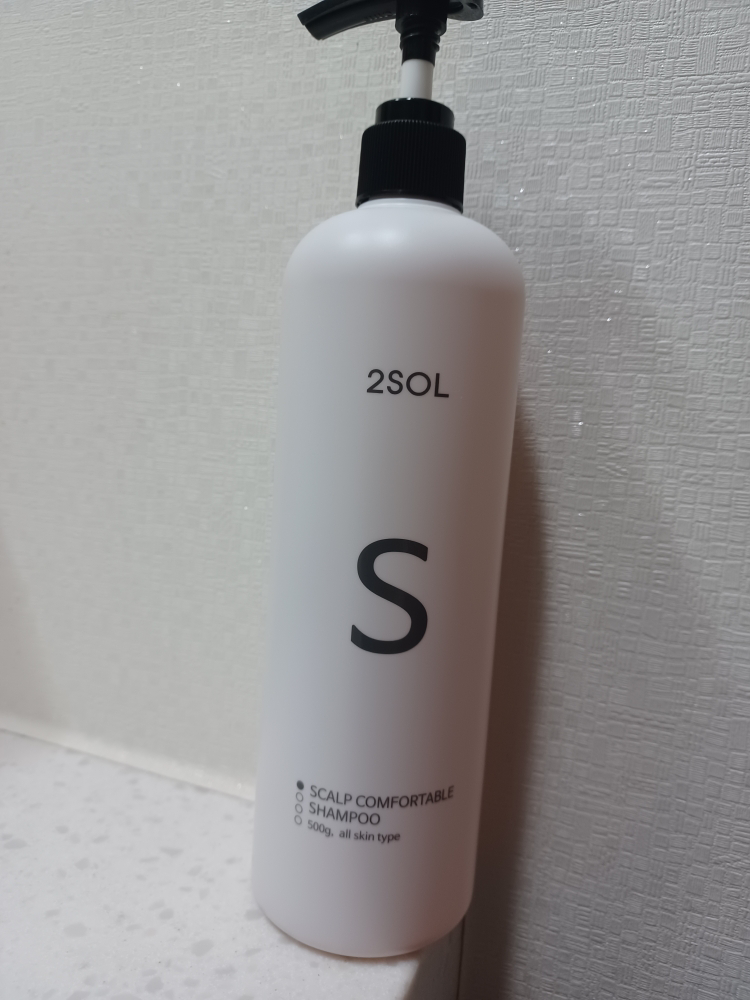 2SOL
S
SCALP COMFORTABLE
SHAMPOO
500g, all skin type